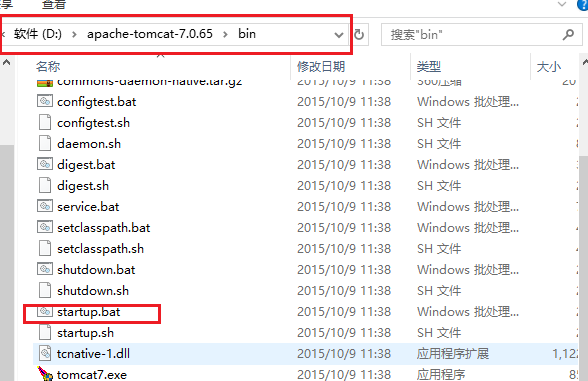 享 查看
软件 (D:) › apache-tomcat-7.0.65 › bin 搜索"bin"
名称 修改日期 类型 大小
commons-daemon-native.tar.gz 2015/10/9 11:38 360压缩 20
configtest.bat 2015/10/9 11:38 Windows 批处理...
configtest.sh 2015/10/9 11:38 SH 文件
daemon.sh 2015/10/9 11:38 SH 文件
digest.bat 2015/10/9 11:38 Windows 批处理...
digest.sh 2015/10/9 11:38 SH 文件
service.bat 2015/10/9 11:38 Windows 批处理...
setclasspath.bat 2015/10/9 11:38 Windows 批处理...
setclasspath.sh 2015/10/9 11:38 SH 文件
shutdown.bat 2015/10/9 11:38 Windows 批处理...
shutdown.sh 2015/10/9 11:38 SH 文件
startup.bat 2015/10/9 11:38 Windows 批处理...
startup.sh 2015/10/9 11:38 SH 文件
tcnative-1.dll 2015/10/9 11:38 应用程序扩展 1,12
tomcat7.exe 2015/10/9 11:38 应用程序 8